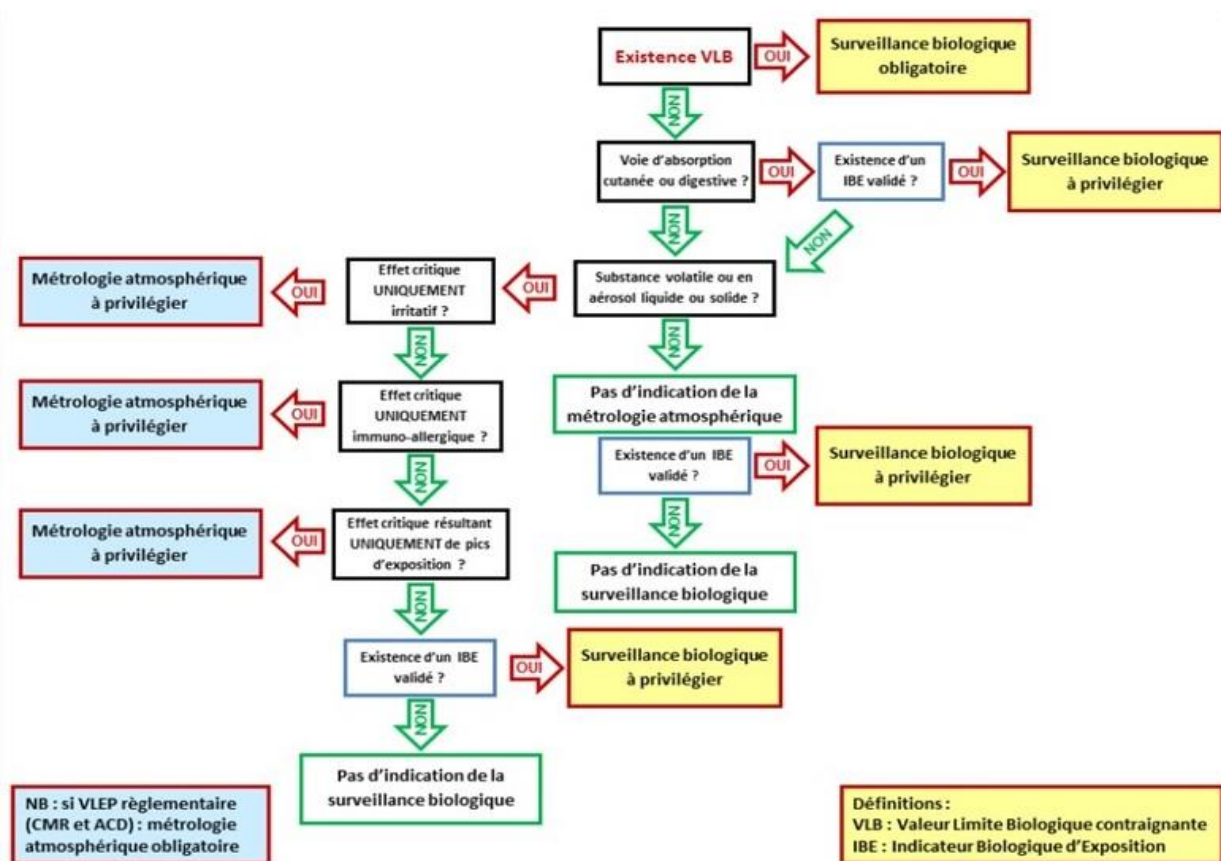 Existence VLB
OUI
Surveillance biologique
obligatoire
NON
Voie d'absorption
cutanée ou digestive ?
OUI
Existence d'un
IBE validé ?
OUI
Surveillance biologique
à privilégier
NON
NON
Substance volatile ou en
aérosol liquide ou solide ?
OUI
Effet critique
UNIQUEMENT
irritatif ?
OUI
Métrologie atmosphérique
à privilégier
NON
NON
Pas d'indication de la
métrologie atmosphérique
Effet critique
UNIQUEMENT
immuno-allergique ?
OUI
Métrologie atmosphérique
à privilégier
Existence d'un IBE
validé ?
OUI
Surveillance biologique
à privilégier
NON
NON
Effet critique résultant
UNIQUEMENT de pics
d'exposition ?
OUI
Métrologie atmosphérique
à privilégier
Pas d'indication de la
surveillance biologique
NON
Existence d'un IBE
validé ?
OUI
Surveillance biologique
à privilégier
NON
Pas d'indication de la
surveillance biologique
NB : si VLEP règlementaire
(CMR et ACD) : métrologie
atmosphérique obligatoire
Définitions :
VLB : Valeur Limite Biologique contraignante
IBE : Indicateur Biologique d'Exposition